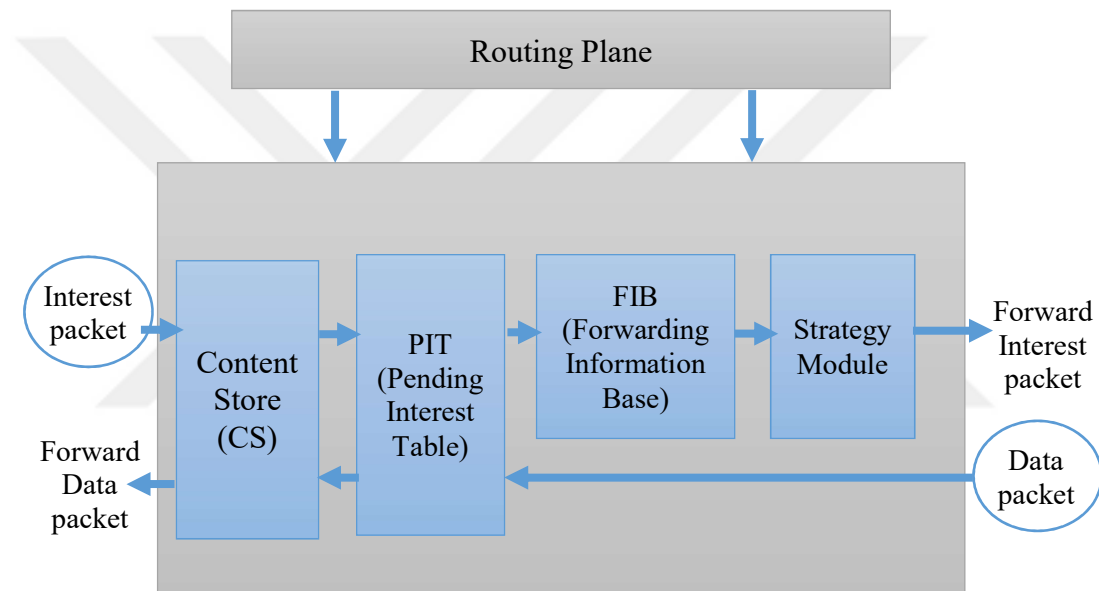 Routing Plane
Interest
packet
Content
Store
(CS)
PIT
(Pending
Interest
Table)
FIB
(Forwarding
Information
Base)
Strategy
Module
Forward
Interest
packet
Forward
Data
packet
Data
packet